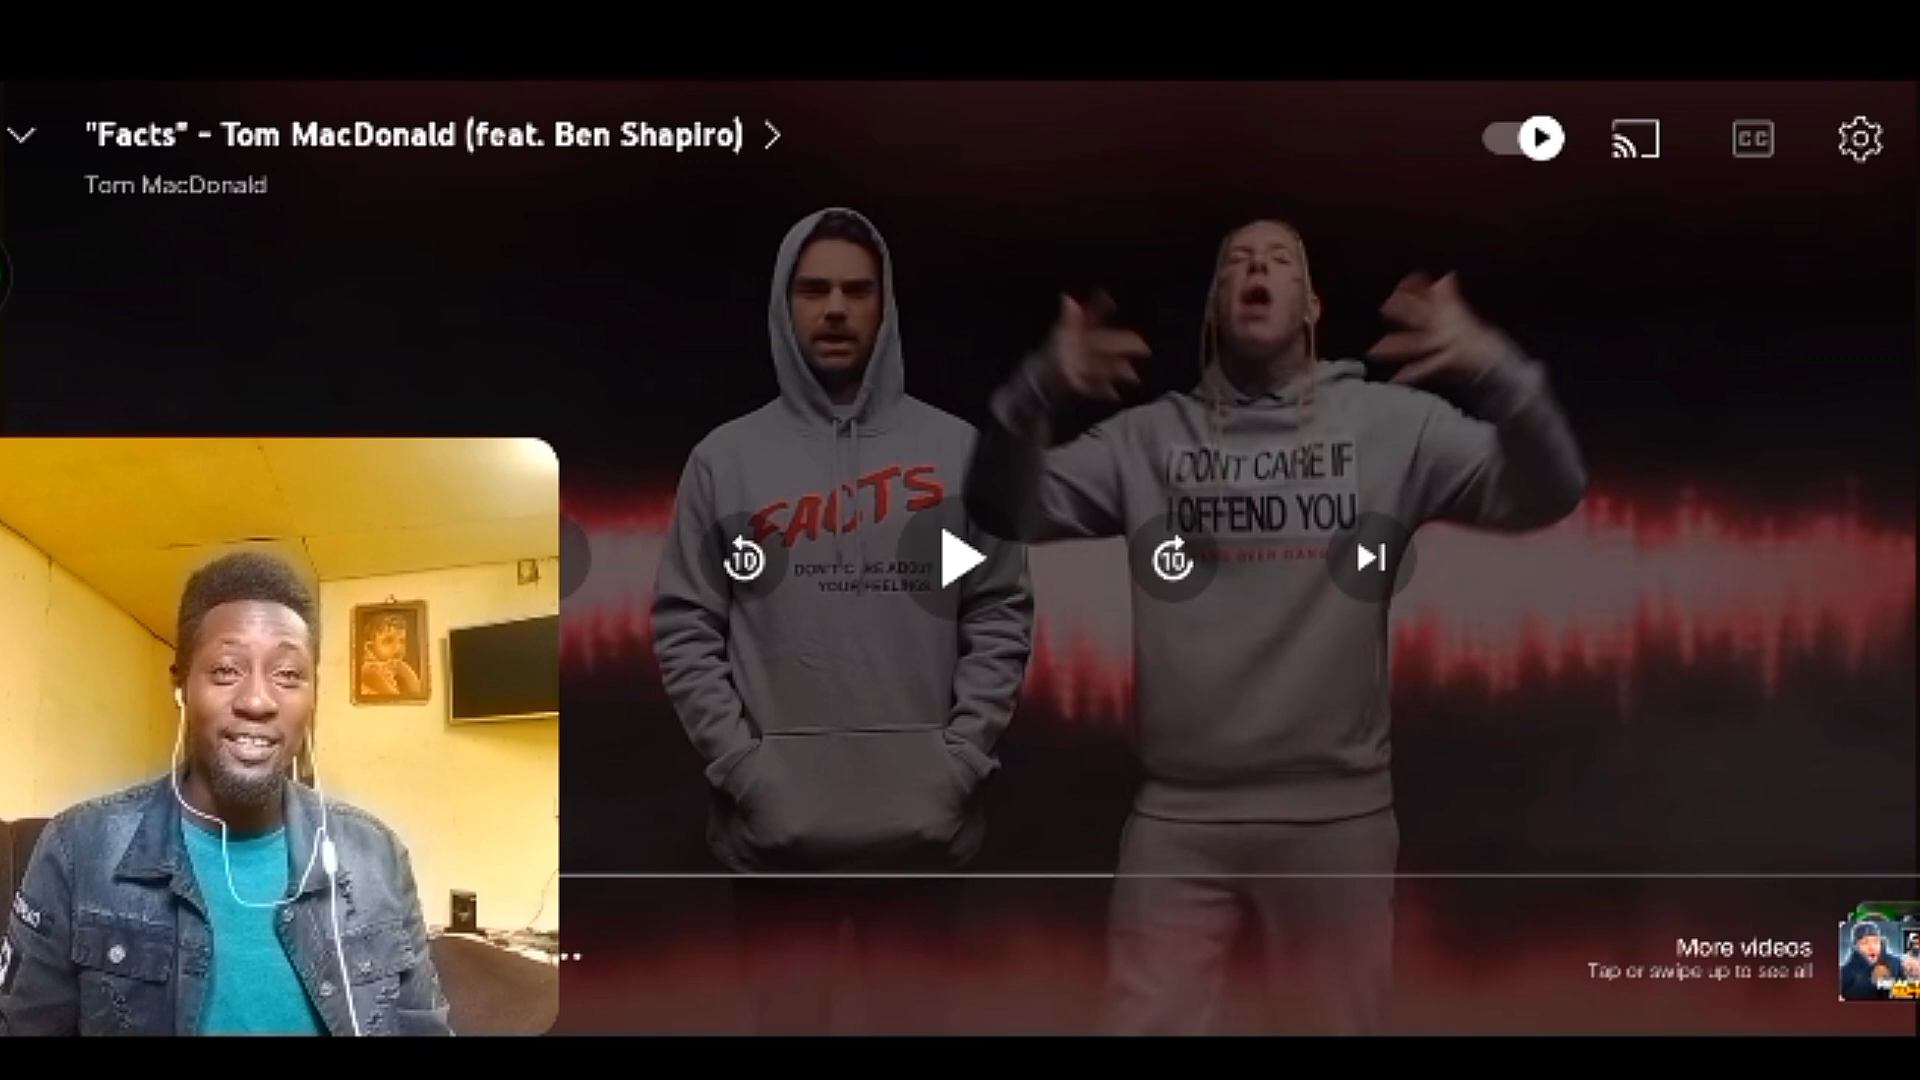 "Facts" - Tom MacDonald (feat. Ben Shapiro)
Tom MacDonald
CC
I DONT CARE IF
I OFFEND YOU
FACTS
DON'T CARE ABOUT
YOUR FEELINGS
10
10
More videos
Tap or swipe up to see all